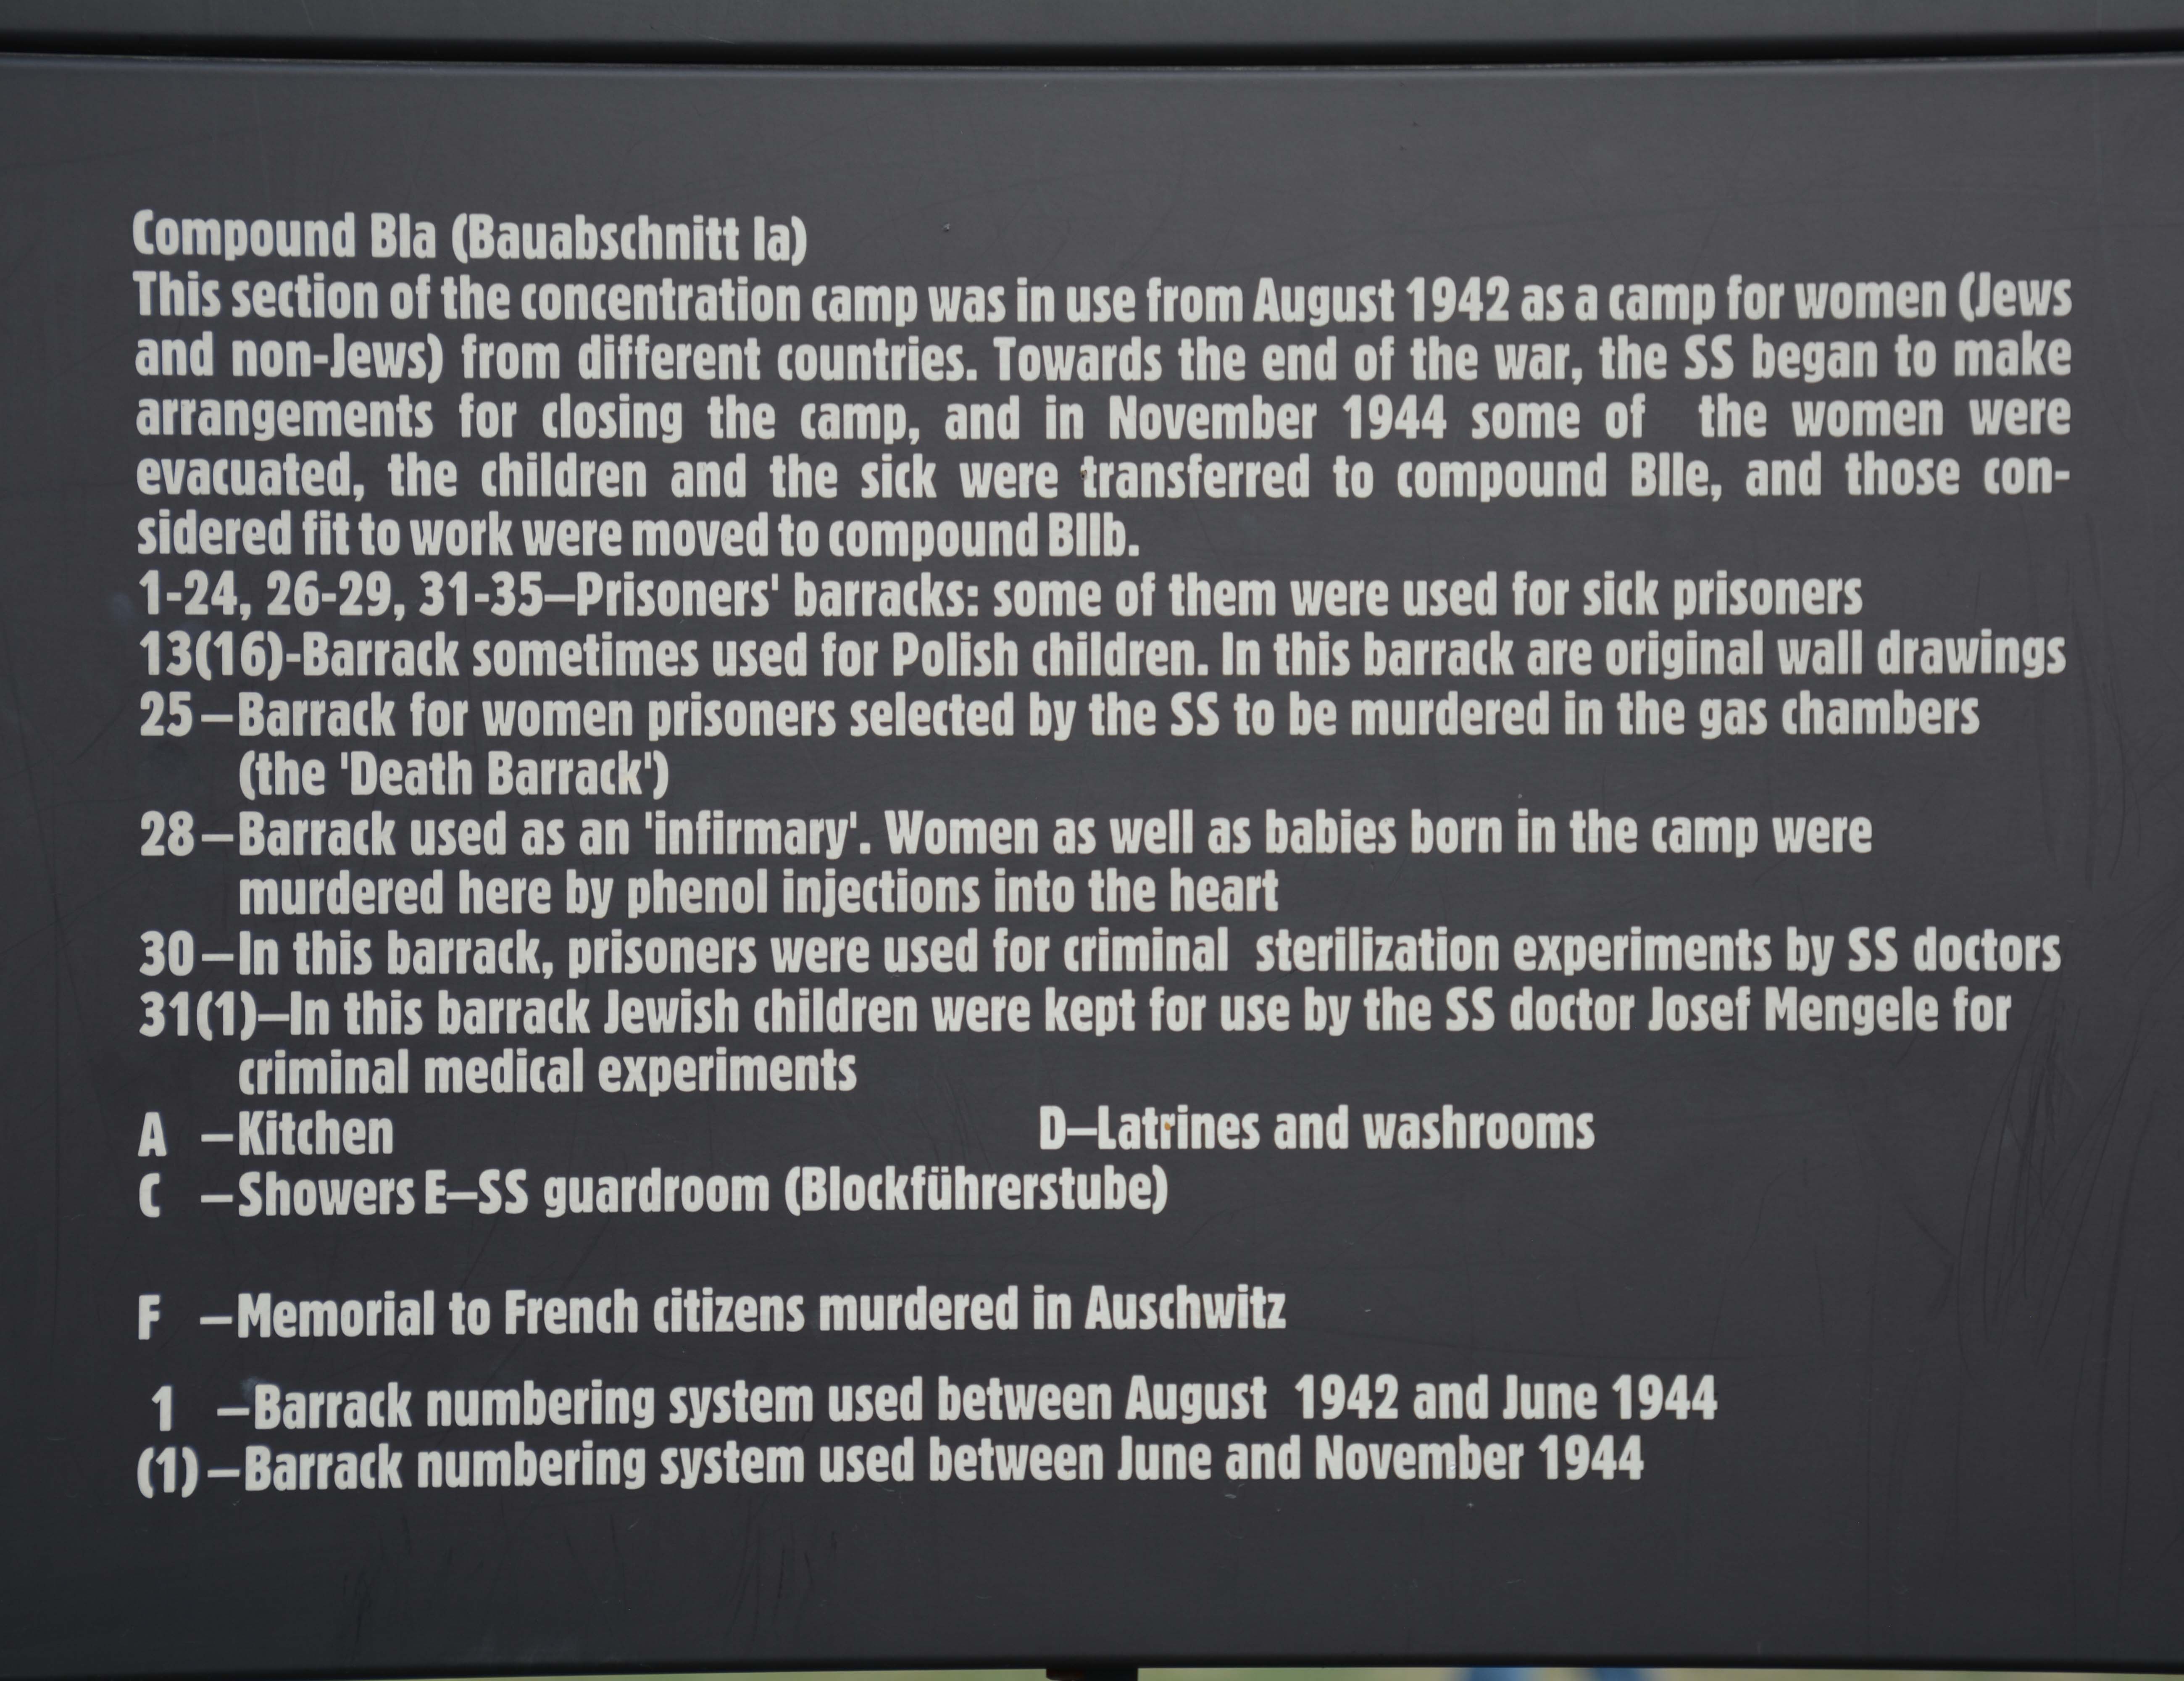 Compound BIa (Bauabschnitt Ia)
This section of the concentration camp was in use from August 1942 as a camp for women (Jews
and non-Jews) from different countries. Towards the end of the war, the SS began to make
arrangements for closing the camp, and in November 1944 some of the women were
evacuated, the children and the sick were transferred to compound BIIe, and those con-
sidered fit to work were moved to compound BIIb.
1-24, 26-29, 31-35—Prisoners' barracks: some of them were used for sick prisoners
13(16)-Barrack sometimes used for Polish children. In this barrack are original wall drawings
25—Barrack for women prisoners selected by the SS to be murdered in the gas chambers
(the 'Death Barrack')
28—Barrack used as an 'infirmary'. Women as well as babies born in the camp were
murdered here by phenol injections into the heart
30—In this barrack, prisoners were used for criminal sterilization experiments by SS doctors
31(1)—In this barrack Jewish children were kept for use by the SS doctor Josef Mengele for
criminal medical experiments
A —Kitchen D—Latrines and washrooms
C —Showers E—SS guardroom (Blockführerstube)
F —Memorial to French citizens murdered in Auschwitz
1 —Barrack numbering system used between August 1942 and June 1944
(1)—Barrack numbering system used between June and November 1944